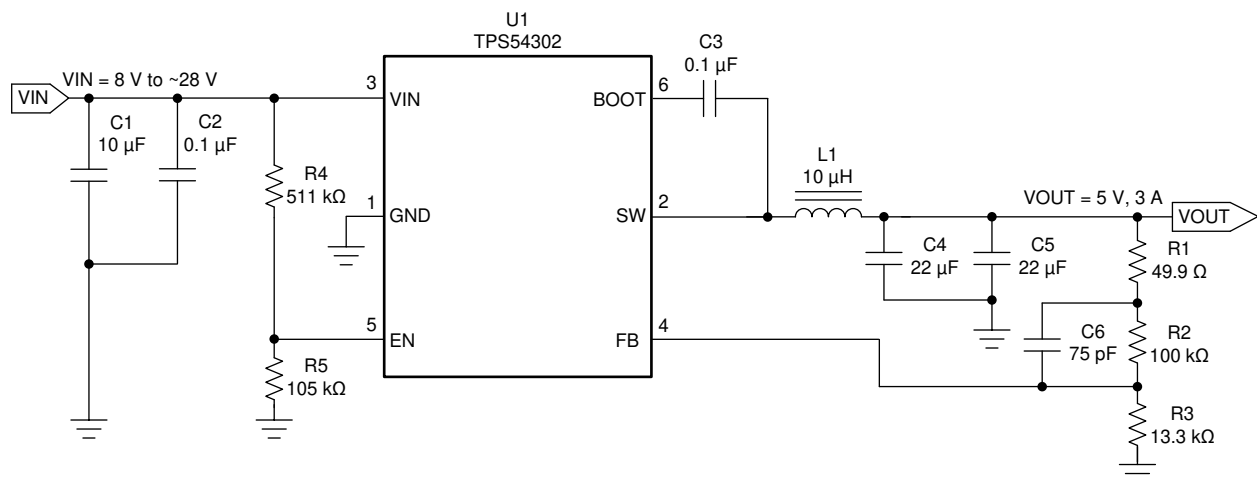 U1
TPS54302
VIN
VIN = 8 V to ~28 V
C1
10 µF
C2
0.1 µF
R4
511 kΩ
R5
105 kΩ
3
VIN
1
GND
5
EN
BOOT
6
SW
2
FB
4
C3
0.1 µF
L1
10 µH
C4
22 µF
C5
22 µF
VOUT = 5 V, 3 A
VOUT
R1
49.9 Ω
C6
75 pF
R2
100 kΩ
R3
13.3 kΩ